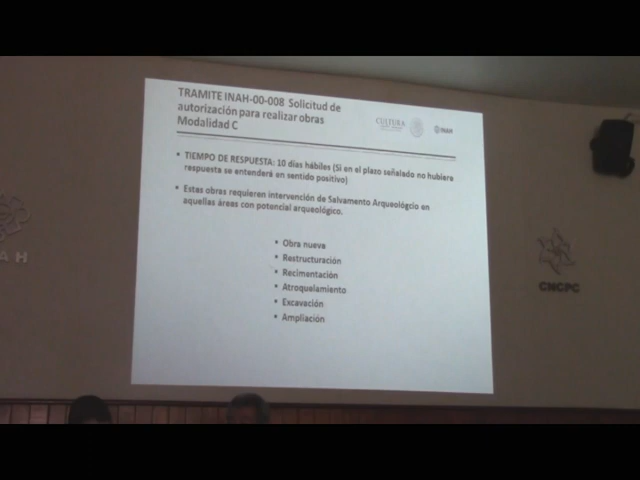 TRAMITE INAH-00-008 Solicitud de
autorización para realizar obras
Modalidad C
CULTURA
INAH
• TIEMPO DE RESPUESTA: 10 días hábiles (Si en el plazo señalado no hubiera
respuesta se entenderá en sentido positivo)
• Estas obras requieren intervención de Salvamento Arqueológcio en
aquellas áreas con potencial arqueológico.
• Obra nueva
• Restructuración
• Recimentación
• Atroquelamiento
• Excavación
• Ampliación
AH
CNCPC